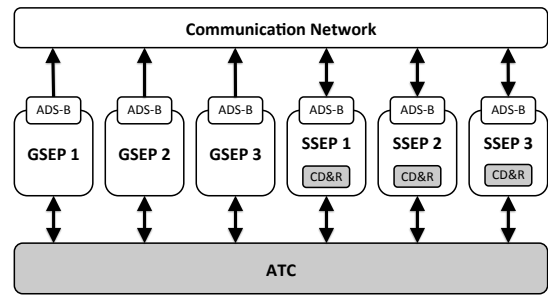 Communication Network
ADS-B ADS-B ADS-B ADS-B ADS-B ADS-B
GSEP 1 GSEP 2 GSEP 3 SSEP 1 SSEP 2 SSEP 3
CD&R CD&R CD&R
ATC